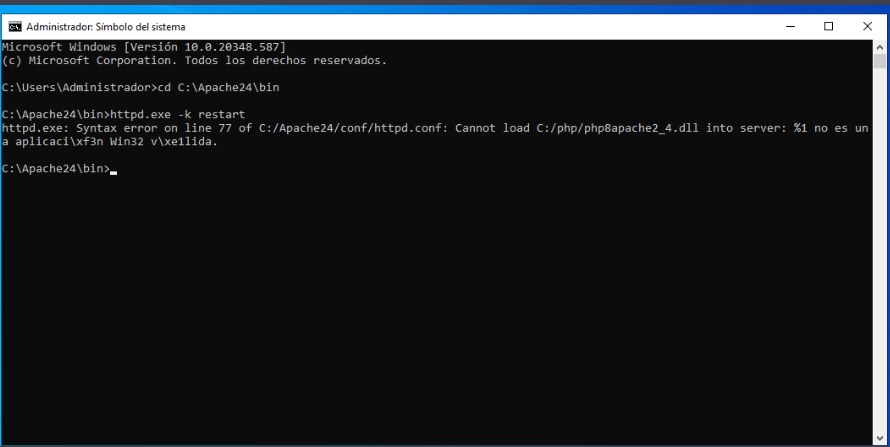 Administrador: Símbolo del sistema
Microsoft Windows [Versión 10.0.20348.587]
(c) Microsoft Corporation. Todos los derechos reservados.
C:\Users\Administrador>cd C:\Apache24\bin
C:\Apache24\bin>httpd.exe -k restart
httpd.exe: Syntax error on line 77 of C:/Apache24/conf/httpd.conf: Cannot load C:/php/php8apache2_4.dll into server: %1 no es un
a aplicaci\xf3n Win32 v\xe1lida.
C:\Apache24\bin>